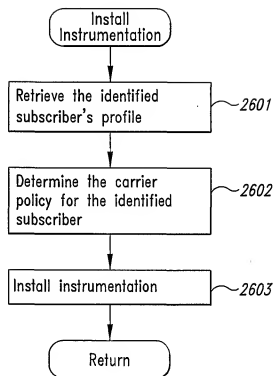 Install
Instrumentation
Retrieve the identified
subscriber's profile
2601
Determine the carrier
policy for the identified
subscriber
2602
Install instrumentation
2603
Return